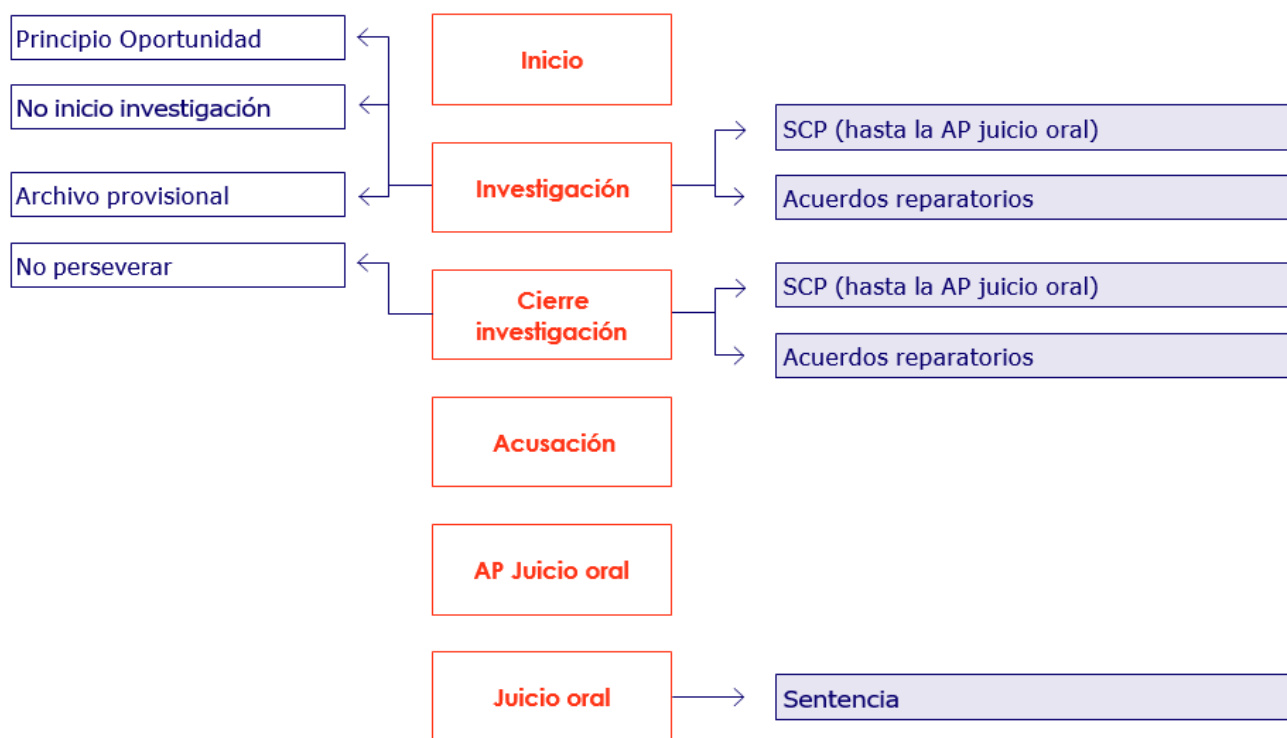 Principio Oportunidad
No inicio investigación
Archivo provisional
No perseverar
Inicio
Investigación
Cierre
investigación
Acusación
AP Juicio oral
Juicio oral
SCP (hasta la AP juicio oral)
Acuerdos reparatorios
SCP (hasta la AP juicio oral)
Acuerdos reparatorios
Sentencia